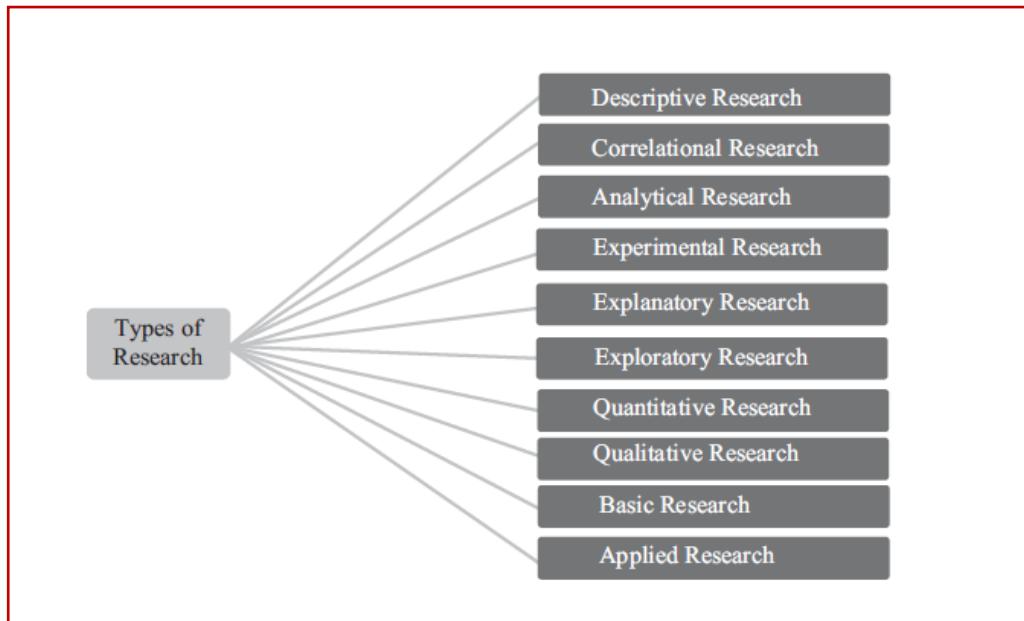 Types of
Research
Descriptive Research
Correlational Research
Analytical Research
Experimental Research
Explanatory Research
Exploratory Research
Quantitative Research
Qualitative Research
Basic Research
Applied Research